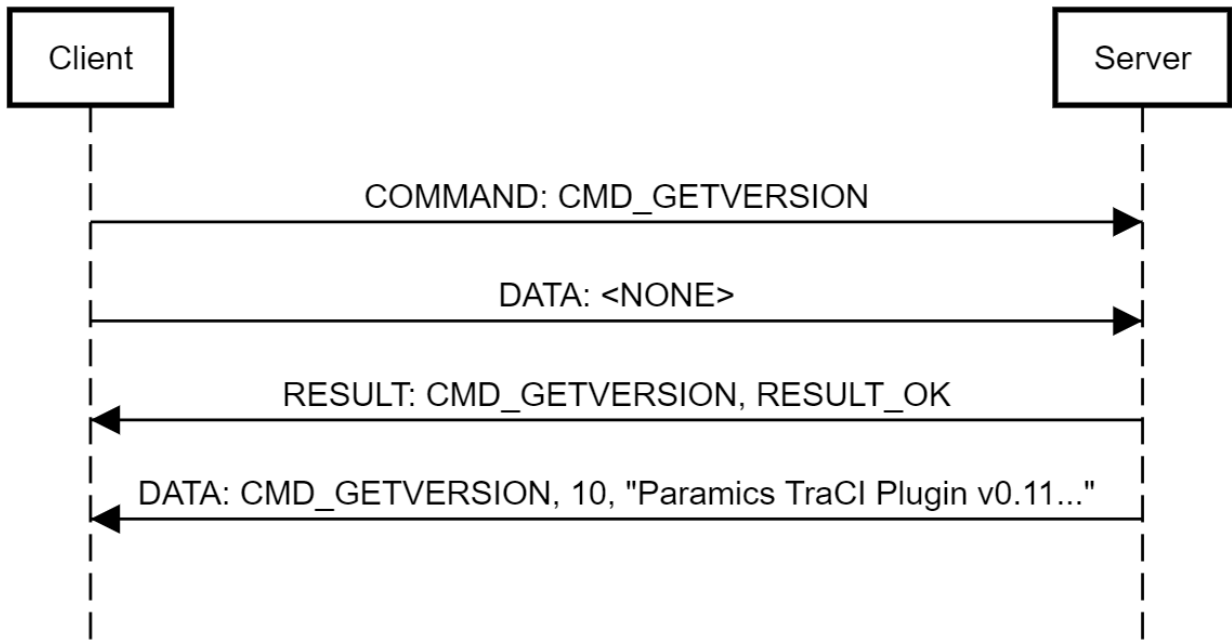 Client
Server
COMMAND: CMD_GETVERSION
DATA: <NONE>
RESULT: CMD_GETVERSION, RESULT_OK
DATA: CMD_GETVERSION, 10, "Paramics TraCI Plugin v0.11..."